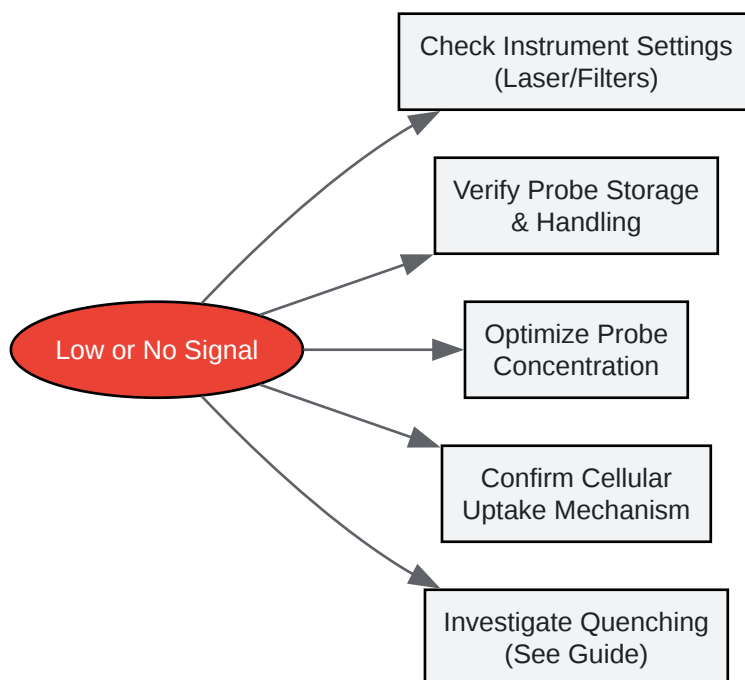 Check Instrument Settings
(Laser/Filters)
Verify Probe Storage
& Handling
Low or No Signal
Optimize Probe
Concentration
Confirm Cellular
Uptake Mechanism
Investigate Quenching
(See Guide)